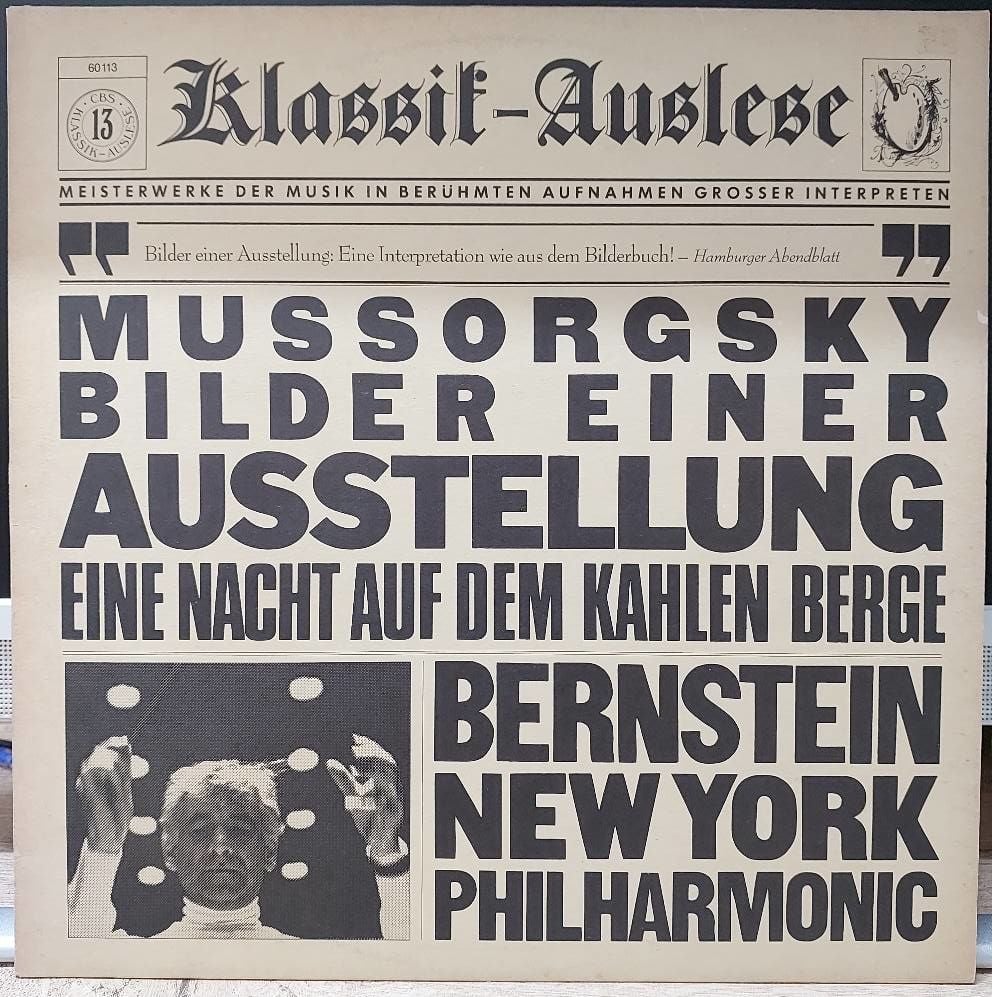 60113
· CBS ·
13
KLASSIK-AUSLESE
Klassik-Auslese
MEISTERWERKE DER MUSIK IN BERÜHMTEN AUFNAHMEN GROSSER INTERPRETEN
„Bilder einer Ausstellung: Eine Interpretation wie aus dem Bilderbuch! – Hamburger Abendblatt”
MUSSORGSKY
BILDER EINER
AUSSTELLUNG
EINE NACHT AUF DEM KAHLEN BERGE
BERNSTEIN
NEW YORK
PHILHARMONIC